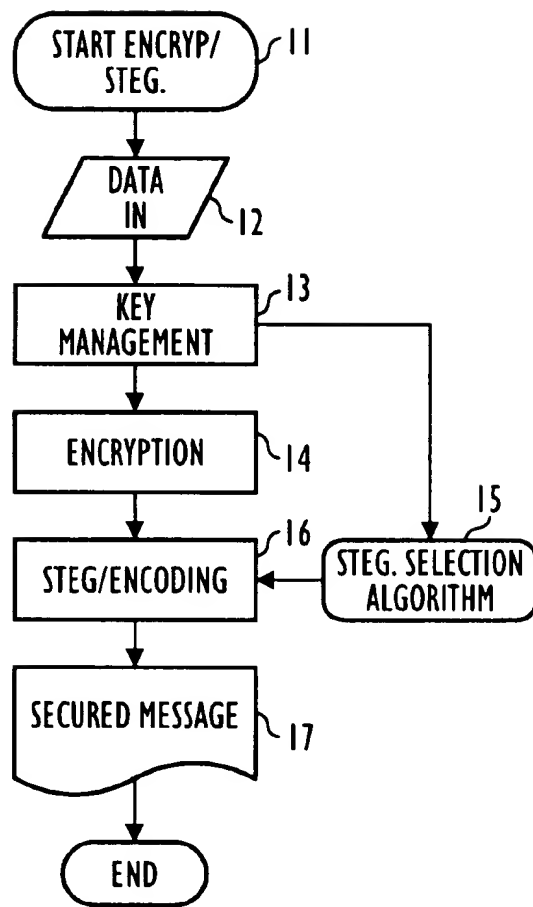 START ENCRYP/
STEG.
11
DATA
IN
12
KEY
MANAGEMENT
13
ENCRYPTION
14
15
STEG. SELECTION
ALGORITHM
16
STEG/ENCODING
SECURED MESSAGE
17
END